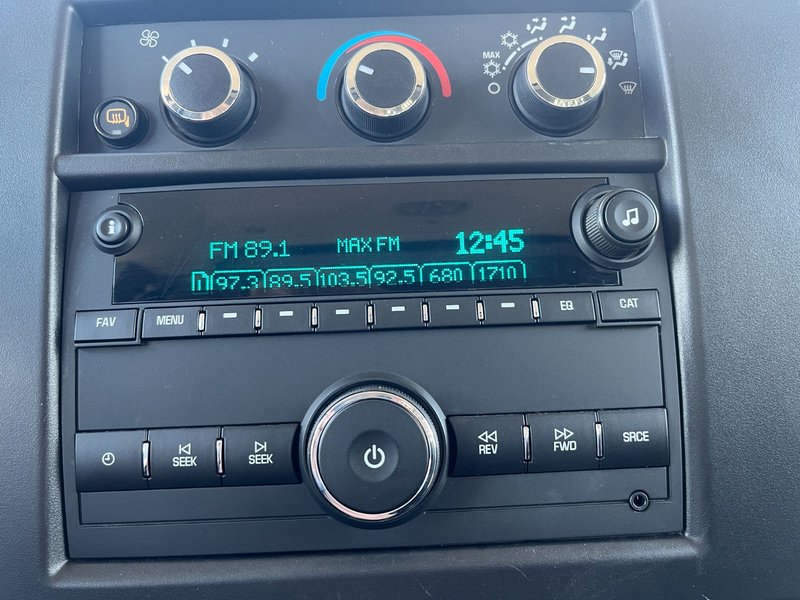 MAX
FM 89.1 MAX FM 12:45
1 97.3 89.5 103.5 92.5 680 1710
FAV MENU EQ CAT
SEEK SEEK REV FWD SRCE